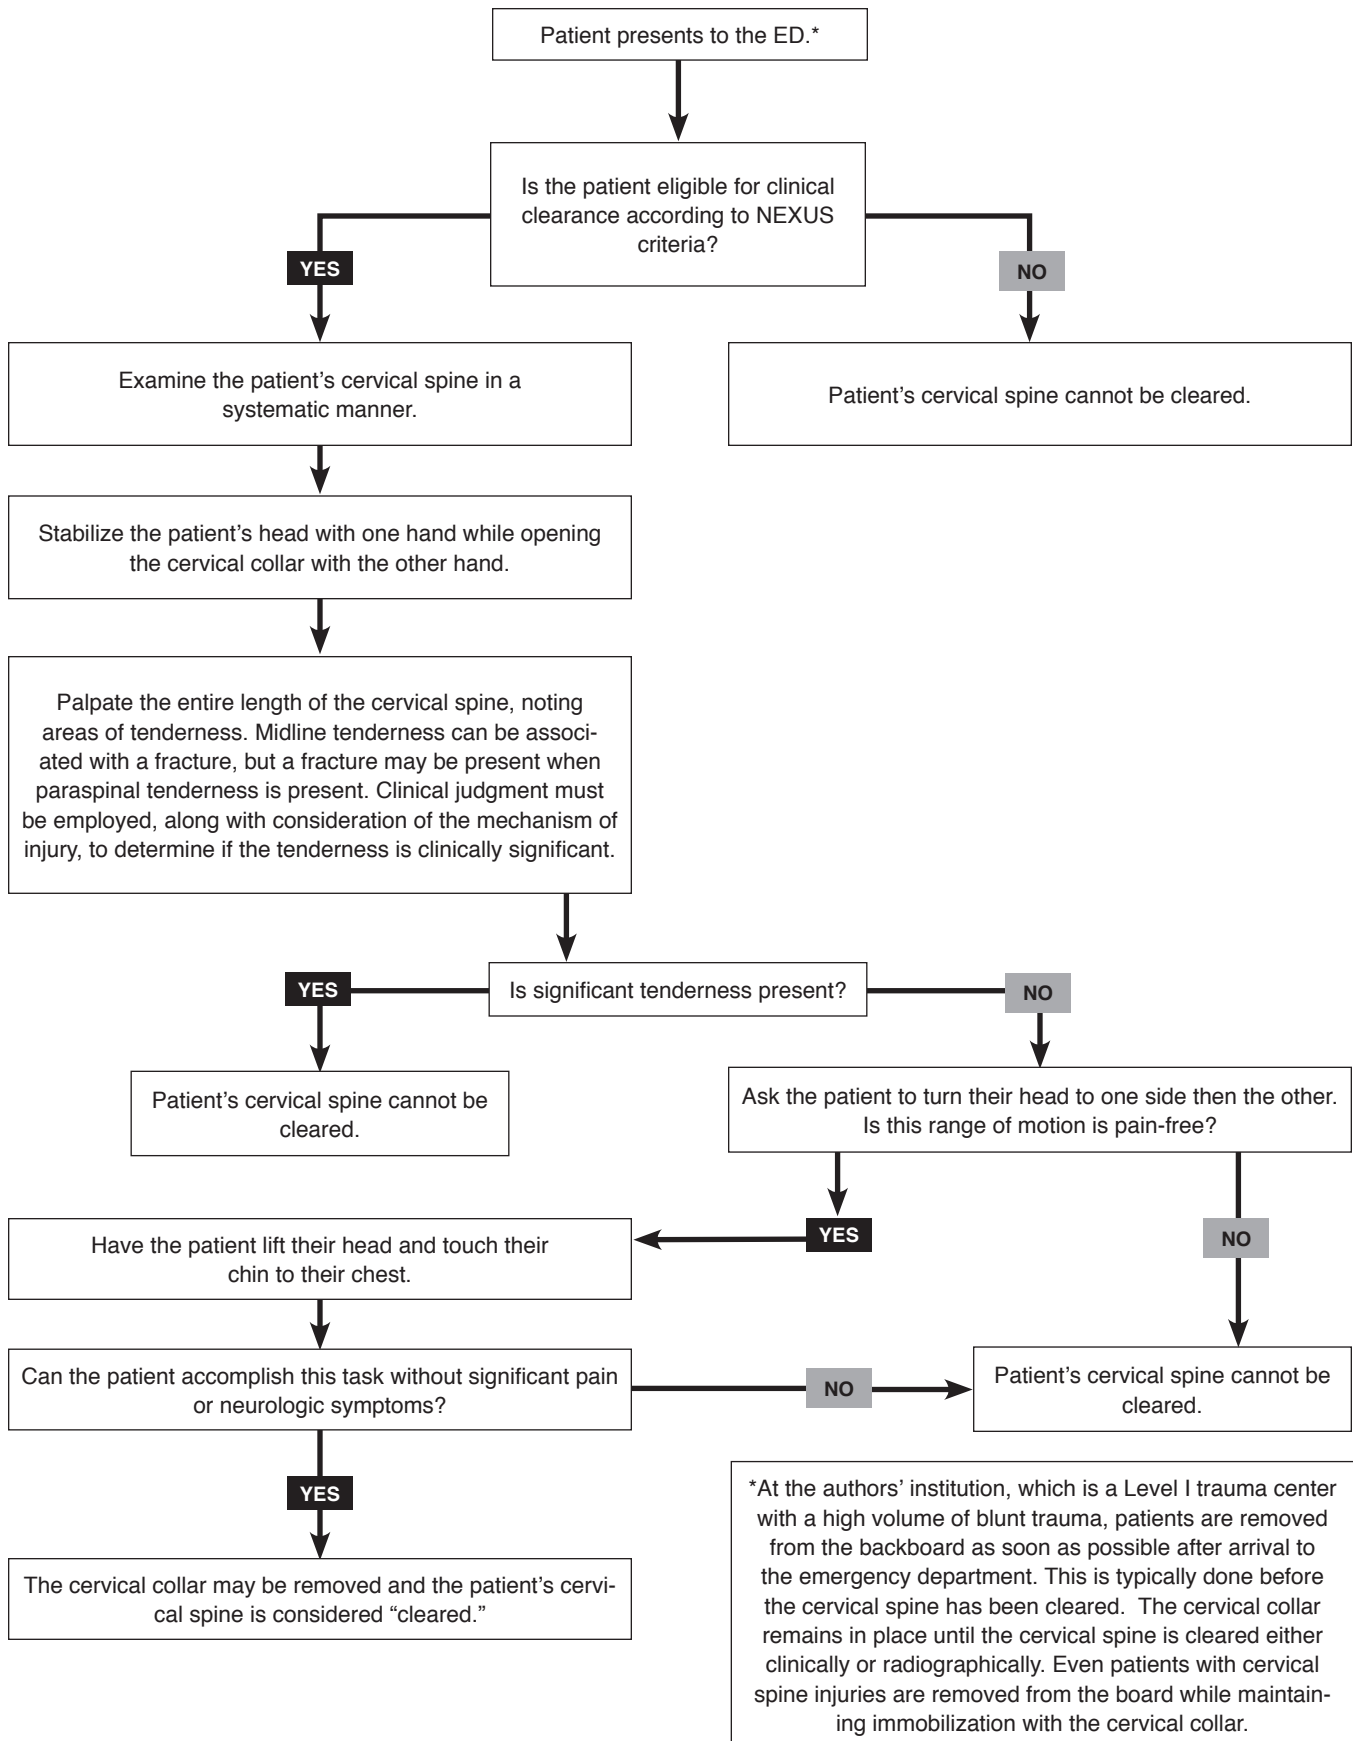 Patient presents to the ED.*
Is the patient eligible for clinical
clearance according to NEXUS
criteria?
YES
NO
Examine the patient’s cervical spine in a
systematic manner.
Patient’s cervical spine cannot be cleared.
Stabilize the patient’s head with one hand while opening
the cervical collar with the other hand.
Palpate the entire length of the cervical spine, noting
areas of tenderness. Midline tenderness can be associ-
ated with a fracture, but a fracture may be present when
paraspinal tenderness is present. Clinical judgment must
be employed, along with consideration of the mechanism of
injury, to determine if the tenderness is clinically significant.
Is significant tenderness present?
YES
NO
Patient’s cervical spine cannot be
cleared.
Ask the patient to turn their head to one side then the other.
Is this range of motion is pain-free?
YES
NO
Have the patient lift their head and touch their
chin to their chest.
Can the patient accomplish this task without significant pain
or neurologic symptoms?
NO
Patient’s cervical spine cannot be
cleared.
YES
The cervical collar may be removed and the patient’s cervi-
cal spine is considered “cleared.”
*At the authors’ institution, which is a Level I trauma center
with a high volume of blunt trauma, patients are removed
from the backboard as soon as possible after arrival to
the emergency department. This is typically done before
the cervical spine has been cleared.  The cervical collar
remains in place until the cervical spine is cleared either
clinically or radiographically. Even patients with cervical
spine injuries are removed from the board while maintain-
ing immobilization with the cervical collar.